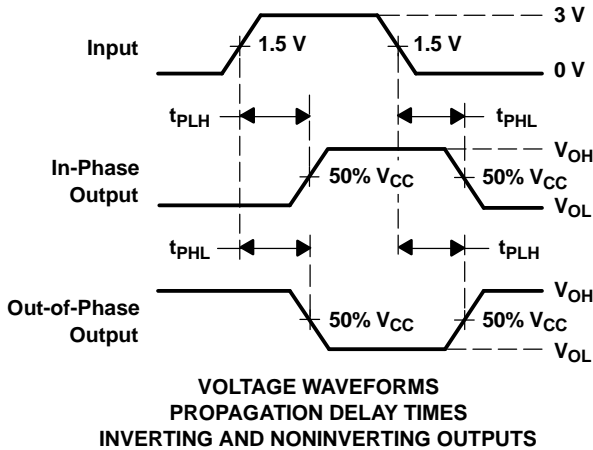 3 V
Input
1.5 V
1.5 V
0 V
tPLH
tPHL
VOH
In-Phase
Output
50% VCC
50% VCC
VOL
tPHL
tPLH
VOH
Out-of-Phase
Output
50% VCC
50% VCC
VOL
VOLTAGE WAVEFORMS
PROPAGATION DELAY TIMES
INVERTING AND NONINVERTING OUTPUTS